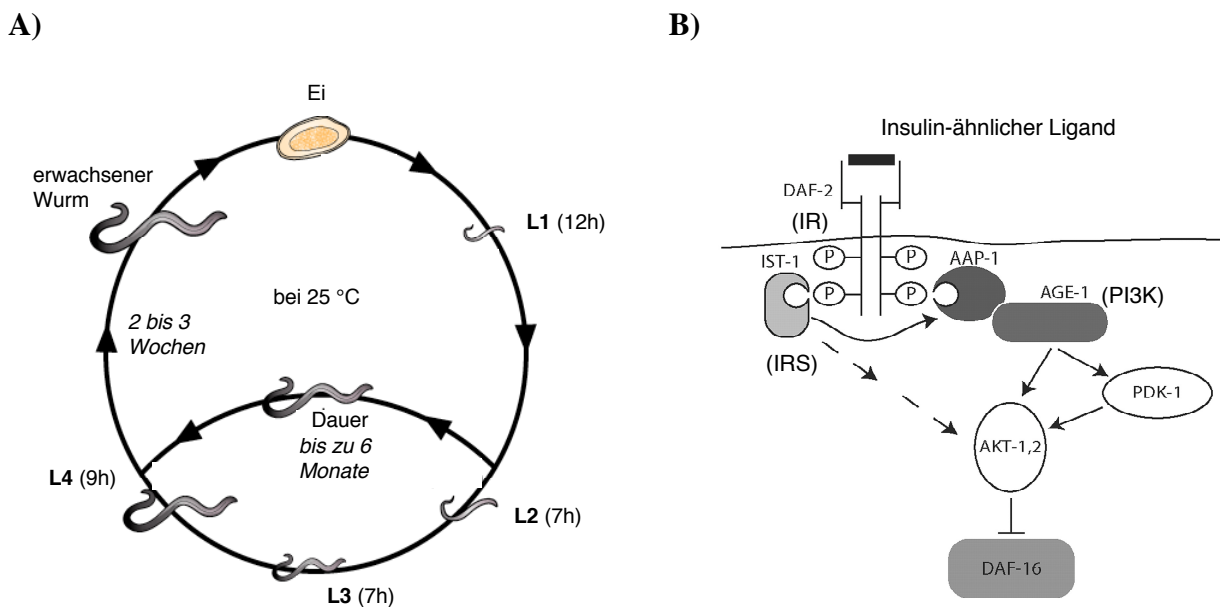 A)
Ei
erwachsener
Wurm
L1 (12h)
bei 25 °C
2 bis 3
Wochen
Dauer
bis zu 6
Monate
L4 (9h)
L2 (7h)
L3 (7h)
B)
Insulin-ähnlicher Ligand
DAF-2
(IR)
IST-1
P
P
AAP-1
P
P
AGE-1
(PI3K)
(IRS)
PDK-1
AKT-1,2
DAF-16